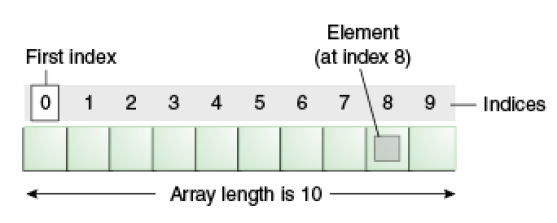 Element
(at index 8)
First index
0 1 2 3 4 5 6 7 8 9
Indices
Array length is 10